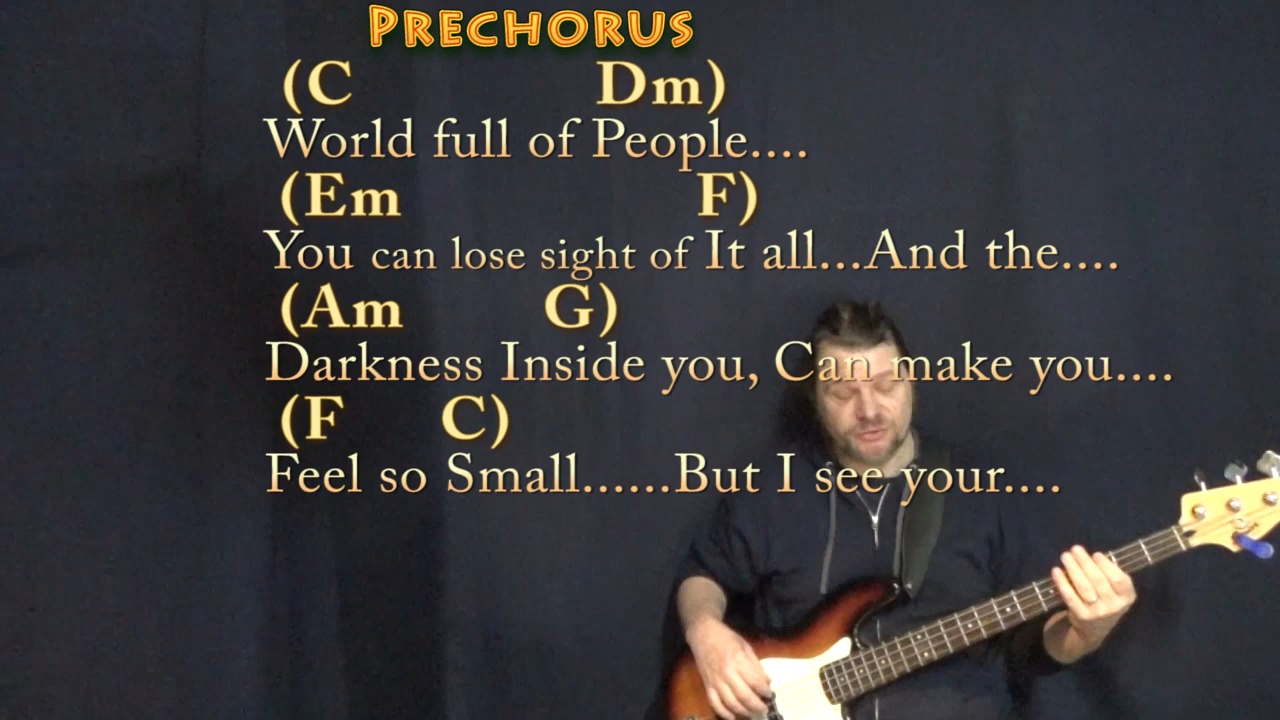 PRECHORUS
(C Dm)
World full of People....
(Em F)
You can lose sight of It all...And the....
(Am G)
Darkness Inside you, Can make you....
(F C)
Feel so Small......But I see your....